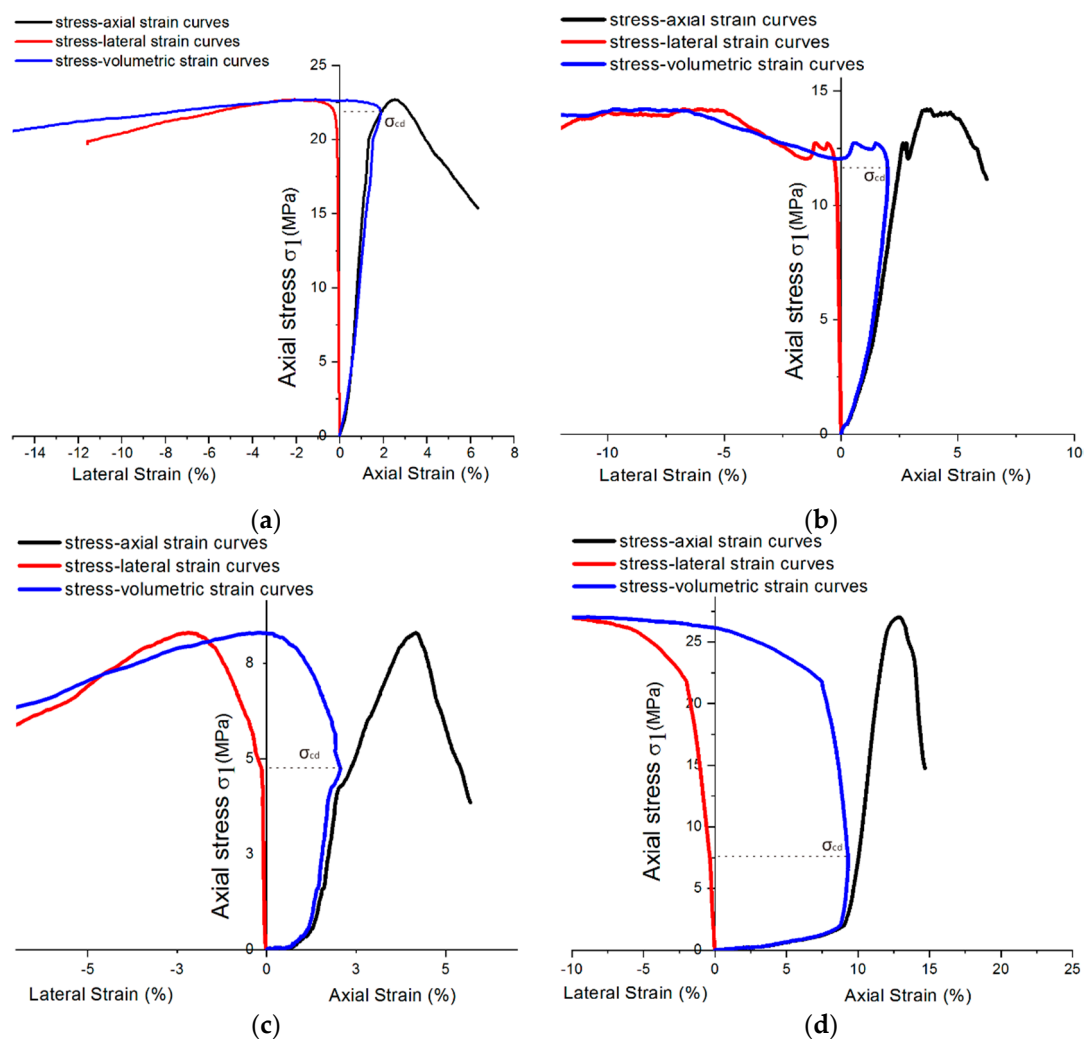 stress-axial strain curves
stress-lateral strain curves
stress-volumetric strain curves
25
20
15
10
5
0
Axial stress σ1(MPa)
σcd
-14 -12 -10 -8 -6 -4 -2 0 2 4 6 8
Lateral Strain (%) Axial Strain (%)
(a)
stress-axial strain curves
stress-lateral strain curves
stress-volumetric strain curves
15
10
5
0
Axial stress σ1(MPa)
σcd
-10 -5 0 5 10
Lateral Strain (%) Axial Strain (%)
(b)
stress-axial strain curves
stress-lateral strain curves
stress-volumetric strain curves
8
5
3
0
Axial stress σ1(MPa)
σcd
-5 -3 0 3 5
Lateral Strain (%) Axial Strain (%)
(c)
stress-axial strain curves
stress-lateral strain curves
stress-volumetric strain curves
25
20
15
10
5
0
Axial stress σ1(MPa)
σcd
-10 -5 0 5 10 15 20 25
Lateral Strain (%) Axial Strain (%)
(d)